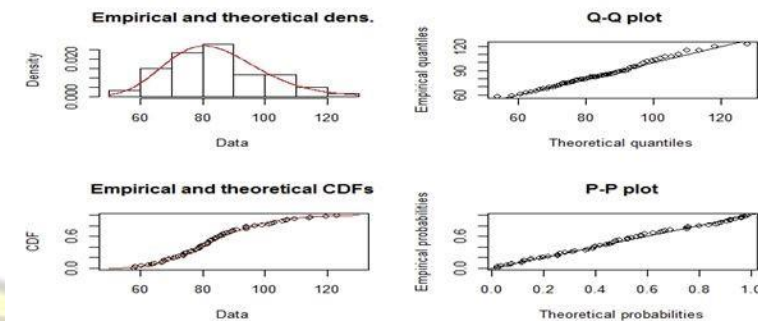 Empirical and theoretical dens.
Density
0.000 0.020
60 80 100 120
Data
Q-Q plot
Empirical quantiles
60 90 120
60 80 100 120
Theoretical quantiles
Empirical and theoretical CDFs
CDF
0.0 0.6
60 80 100 120
Data
P-P plot
Empirical probabilities
0.0 0.6
0.0 0.2 0.4 0.6 0.8 1.0
Theoretical probabilities